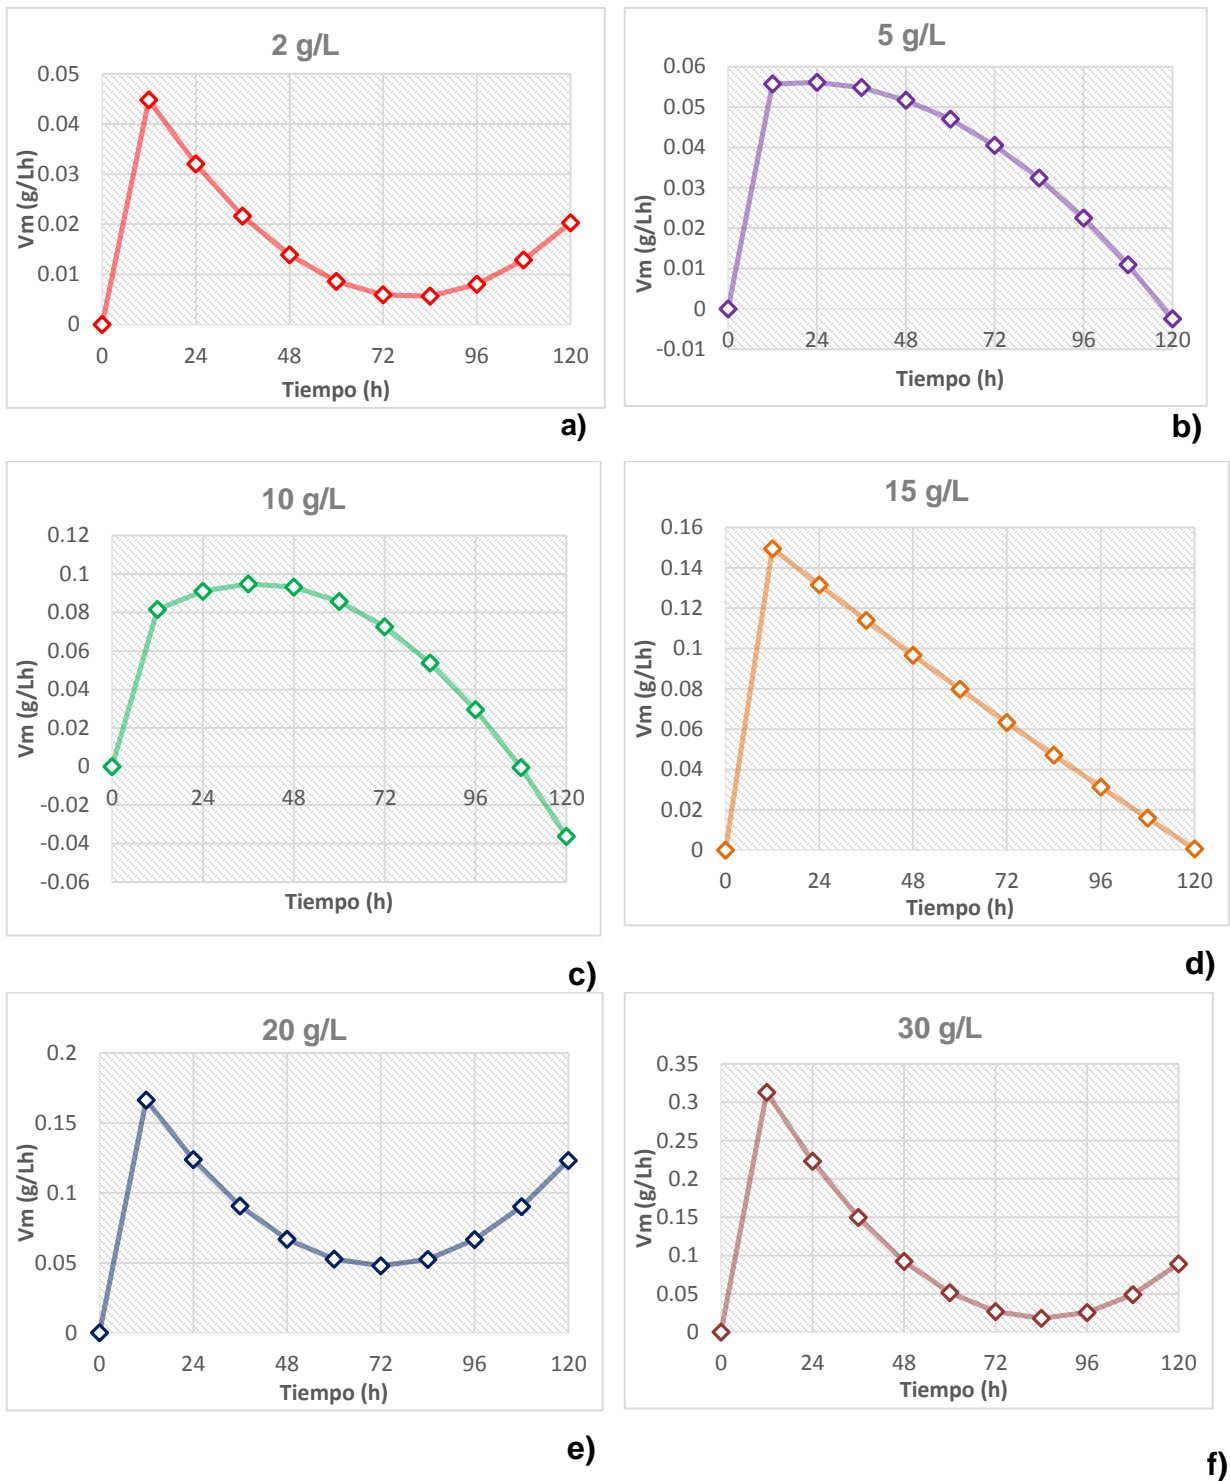 2 g/L
0.05
0.04
0.03
0.02
0.01
0
Vm (g/Lh)
0 24 48 72 96 120
Tiempo (h)
a)
5 g/L
0.06
0.05
0.04
0.03
0.02
0.01
0
-0.01
Vm (g/Lh)
0 24 48 72 96 120
Tiempo (h)
b)
10 g/L
0.12
0.1
0.08
0.06
0.04
0.02
0
-0.02
-0.04
-0.06
Vm (g/Lh)
0 24 48 72 96 120
Tiempo (h)
c)
15 g/L
0.16
0.14
0.12
0.1
0.08
0.06
0.04
0.02
0
Vm (g/Lh)
0 24 48 72 96 120
Tiempo (h)
d)
20 g/L
0.2
0.15
0.1
0.05
0
Vm (g/Lh)
0 24 48 72 96 120
Tiempo (h)
e)
30 g/L
0.35
0.3
0.25
0.2
0.15
0.1
0.05
0
Vm (g/Lh)
0 24 48 72 96 120
Tiempo (h)
f)